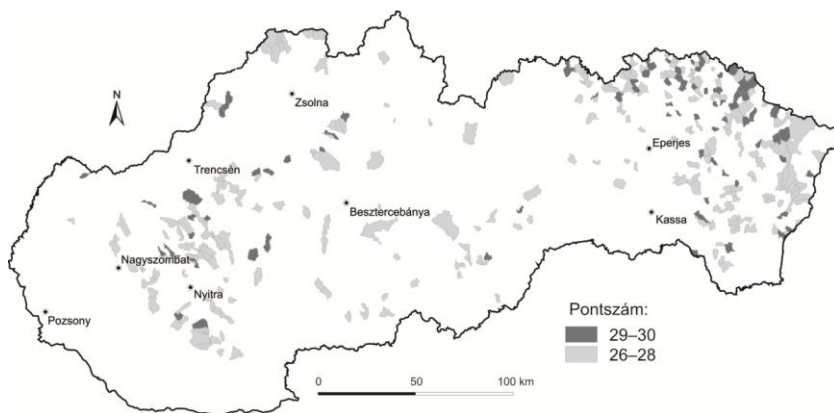 N
Zsolna
Trencsén
Eperjes
Besztercebánya
Kassa
Nagyszombat
Nyitra
Pozsony
Pontszám:
29–30
26–28
0 50 100 km